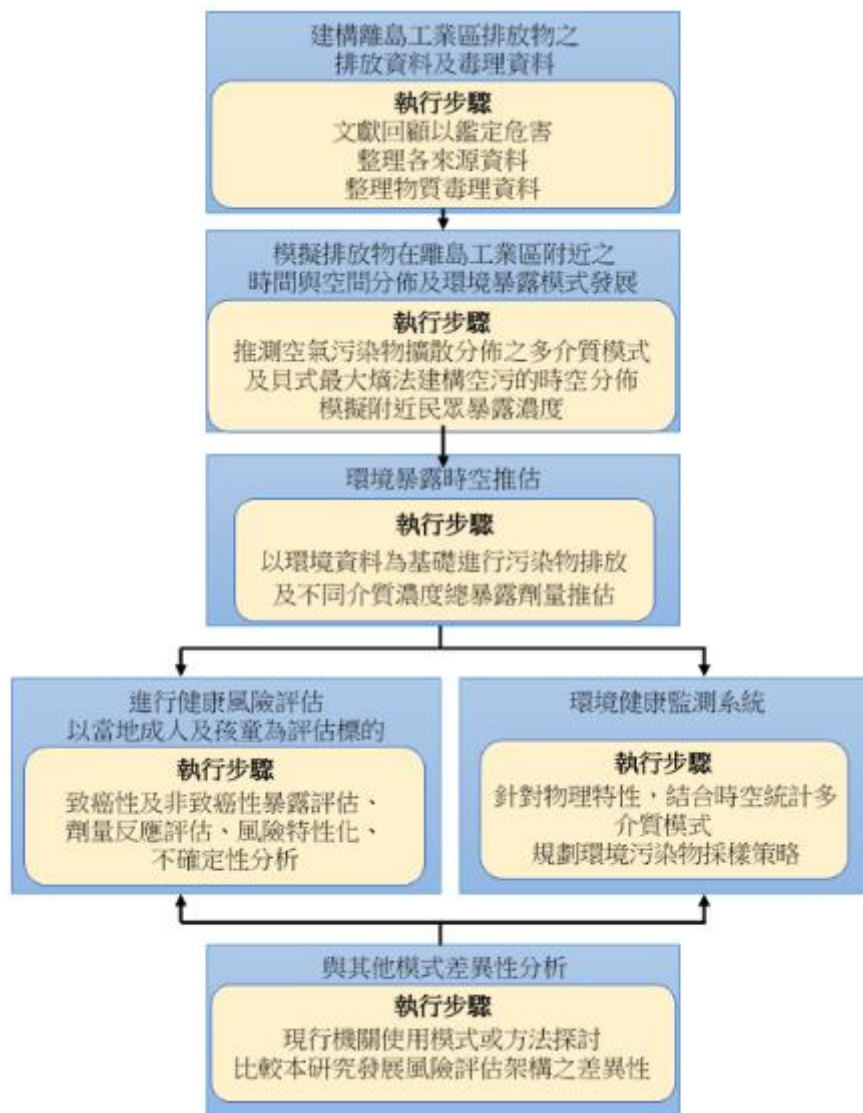 建構離島工業區排放物之
排放資料及毒理資料
執行步驟
文獻回顧以鑑定危害
整理各來源資料
整理物質毒理資料
模擬排放物在離島工業區附近之
時間與空間分佈及環境暴露模式發展
執行步驟
推測空氣污染物擴散分佈之多介質模式
及貝式最大熵法建構空污的時空分佈
模擬附近民眾暴露濃度
環境暴露時空推估
執行步驟
以環境資料為基礎進行污染物排放
及不同介質濃度總暴露劑量推估
進行健康風險評估
以當地成人及孩童為評估標的
執行步驟
致癌性及非致癌性暴露評估、
劑量反應評估、風險特性化、
不確定性分析
環境健康監測系統
執行步驟
針對物理特性，結合時空統計多
介質模式
規劃環境污染物採樣策略
與其他模式差異性分析
執行步驟
現行機關使用模式或方法探討
比較本研究發展風險評估架構之差異性